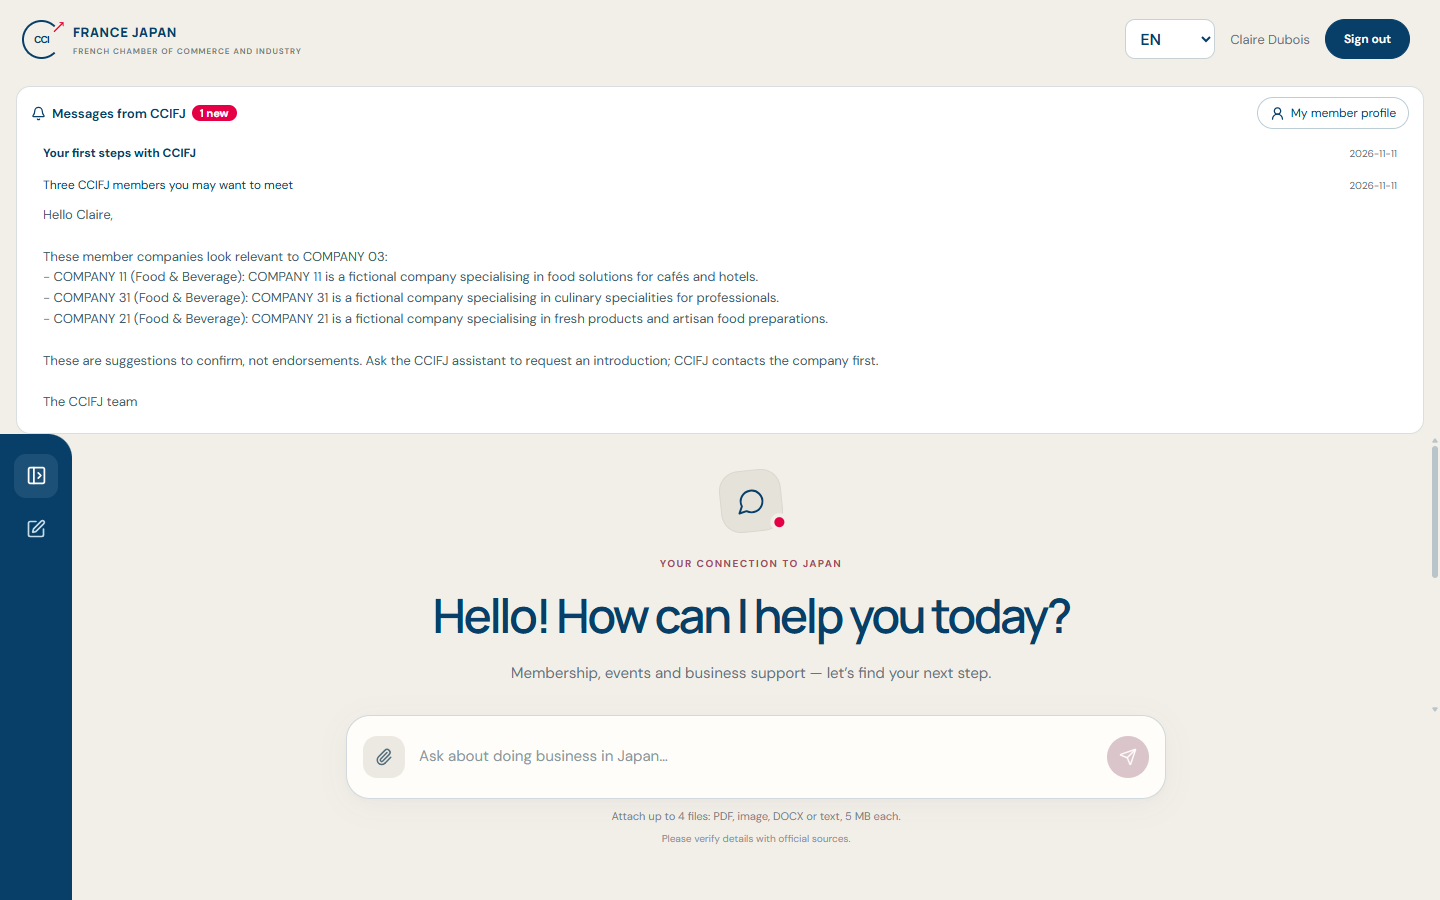 CCI
FRANCE JAPAN
FRENCH CHAMBER OF COMMERCE AND INDUSTRY
EN
Claire Dubois
Sign out
Messages from CCIFJ
1 new
My member profile
Your first steps with CCIFJ
2026-11-11
Three CCIFJ members you may want to meet
2026-11-11
Hello Claire,
These member companies look relevant to COMPANY 03:
- COMPANY 11 (Food & Beverage): COMPANY 11 is a fictional company specialising in food solutions for cafés and hotels.
- COMPANY 31 (Food & Beverage): COMPANY 31 is a fictional company specialising in culinary specialities for professionals.
- COMPANY 21 (Food & Beverage): COMPANY 21 is a fictional company specialising in fresh products and artisan food preparations.
These are suggestions to confirm, not endorsements. Ask the CCIFJ assistant to request an introduction; CCIFJ contacts the company first.
The CCIFJ team
YOUR CONNECTION TO JAPAN
Hello! How can I help you today?
Membership, events and business support — let’s find your next step.
Ask about doing business in Japan…
Attach up to 4 files: PDF, image, DOCX or text, 5 MB each.
Please verify details with official sources.